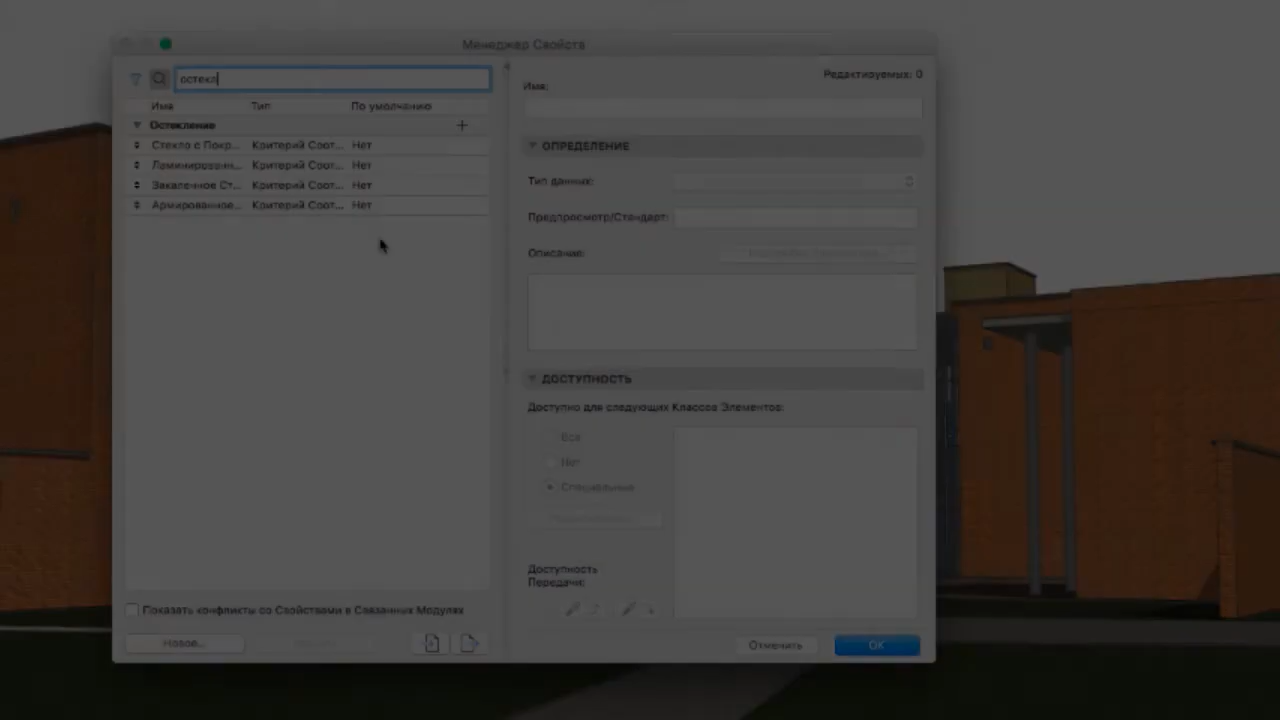 Менеджер Свойств
остекл
Редактируемых: 0
Имя:
Имя Тип По умолчанию
Остекление
Стекло с Покр... Критерий Соот... Нет
Ламинированн... Критерий Соот... Нет
Закаленное Ст... Критерий Соот... Нет
Армированное... Критерий Соот... Нет
ОПРЕДЕЛЕНИЕ
Тип данных:
Предпросмотр/Стандарт:
Описание:
ДОСТУПНОСТЬ
Доступно для следующих Классов Элементов:
Все
Нет
Специальные
Доступность
Передачи:
Показать конфликты со Свойствами в Связанных Модулях
Новое...
Отменить
OK